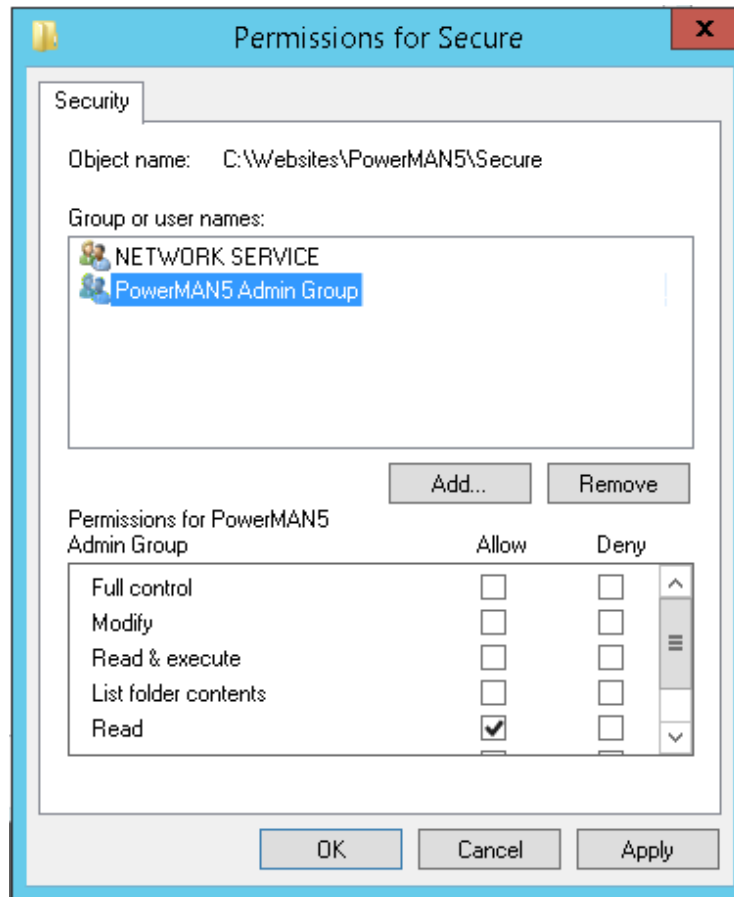 Permissions for Secure
x
Security
Object name: C:\Websites\PowerMAN5\Secure
Group or user names:
NETWORK SERVICE
PowerMAN5 Admin Group
Add... Remove
Permissions for PowerMAN5
Admin Group Allow Deny
Full control
Modify
Read & execute
List folder contents
Read
OK Cancel Apply